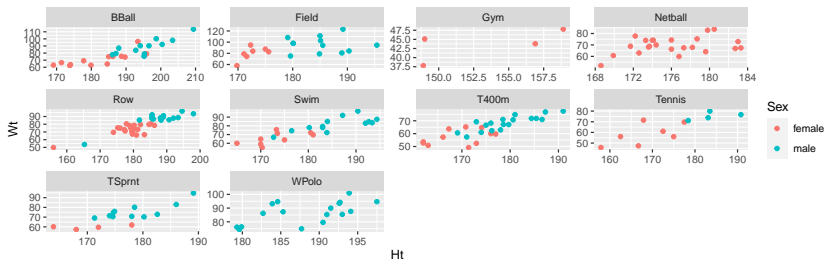 BBall Field Gym Netball
110 100 90 80 70 60
120 100 80 60
47.5 45.0 42.5 40.0 37.5
80 70 60
170 180 190 200 210
170 180 190
150.0 152.5 155.0 157.5
168 172 176 180 184
Row Swim T400m Tennis
90 80 70 60 50
100 90 80 70 60
70 60 50
80 70 60 50
160 170 180 190
170 180 190
170 180 190
160 170 180 190
TSprnt WPolo
90 80 70 60
100 90 80
170 180 190
180 185 190 195
Wt
Ht
Sex
female
male